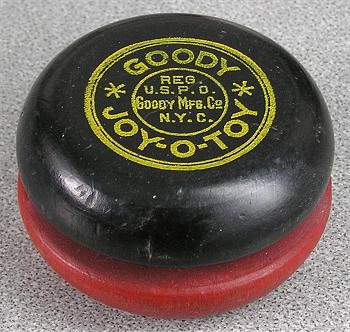 GOODY
REG.
U.S.P.O.
GOODY MFG. CO
N.Y.C.
* JOY-O-TOY *